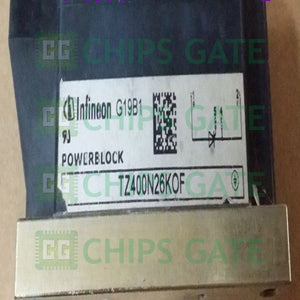 CHIPS GATE
Infineon G19B1
POWERBLOCK
TZ400N26KOF
CHIPS GATE
CHIPS GATE